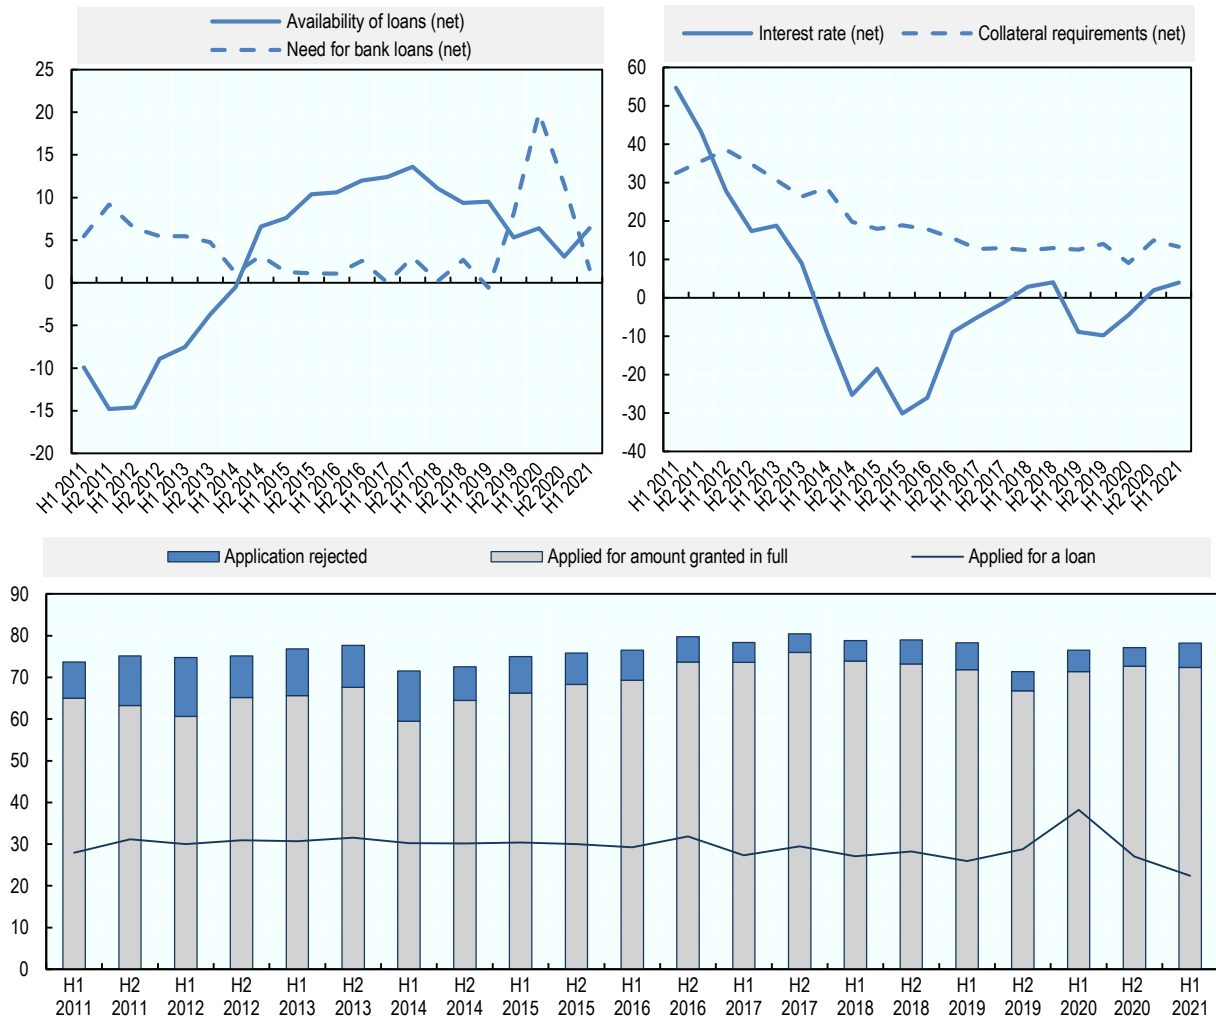 Availability of loans (net)
Need for bank loans (net)
25
20
15
10
5
0
-5
-10
-15
-20
H1 2011
H2 2011
H1 2012
H2 2012
H1 2013
H2 2013
H1 2014
H2 2014
H1 2015
H2 2015
H1 2016
H2 2016
H1 2017
H2 2017
H1 2018
H2 2018
H1 2019
H2 2019
H1 2020
H2 2020
H1 2021
Interest rate (net) Collateral requirements (net)
60
50
40
30
20
10
0
-10
-20
-30
-40
H1 2011
H2 2011
H1 2012
H2 2012
H1 2013
H2 2013
H1 2014
H2 2014
H1 2015
H2 2015
H1 2016
H2 2016
H1 2017
H2 2017
H1 2018
H2 2018
H1 2019
H2 2019
H1 2020
H2 2020
H1 2021
Application rejected Applied for amount granted in full Applied for a loan
90
80
70
60
50
40
30
20
10
0
H1 H2 H1 H2 H1 H2 H1 H2 H1 H2 H1 H2 H1 H2 H1 H2 H1 H2 H1 H2 H1
2011 2011 2012 2012 2013 2013 2014 2014 2015 2015 2016 2016 2017 2017 2018 2018 2019 2019 2020 2020 2021